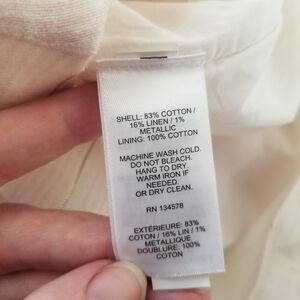 SHELL: 83% COTTON /
16% LINEN / 1%
METALLIC
LINING: 100% COTTON
MACHINE WASH COLD.
DO NOT BLEACH.
HANG TO DRY.
WARM IRON IF
NEEDED.
OR DRY CLEAN.
RN 134578
EXTÉRIEURE: 83%
COTON / 16% LIN / 1%
METALLIQUE
DOUBLURE: 100%
COTON